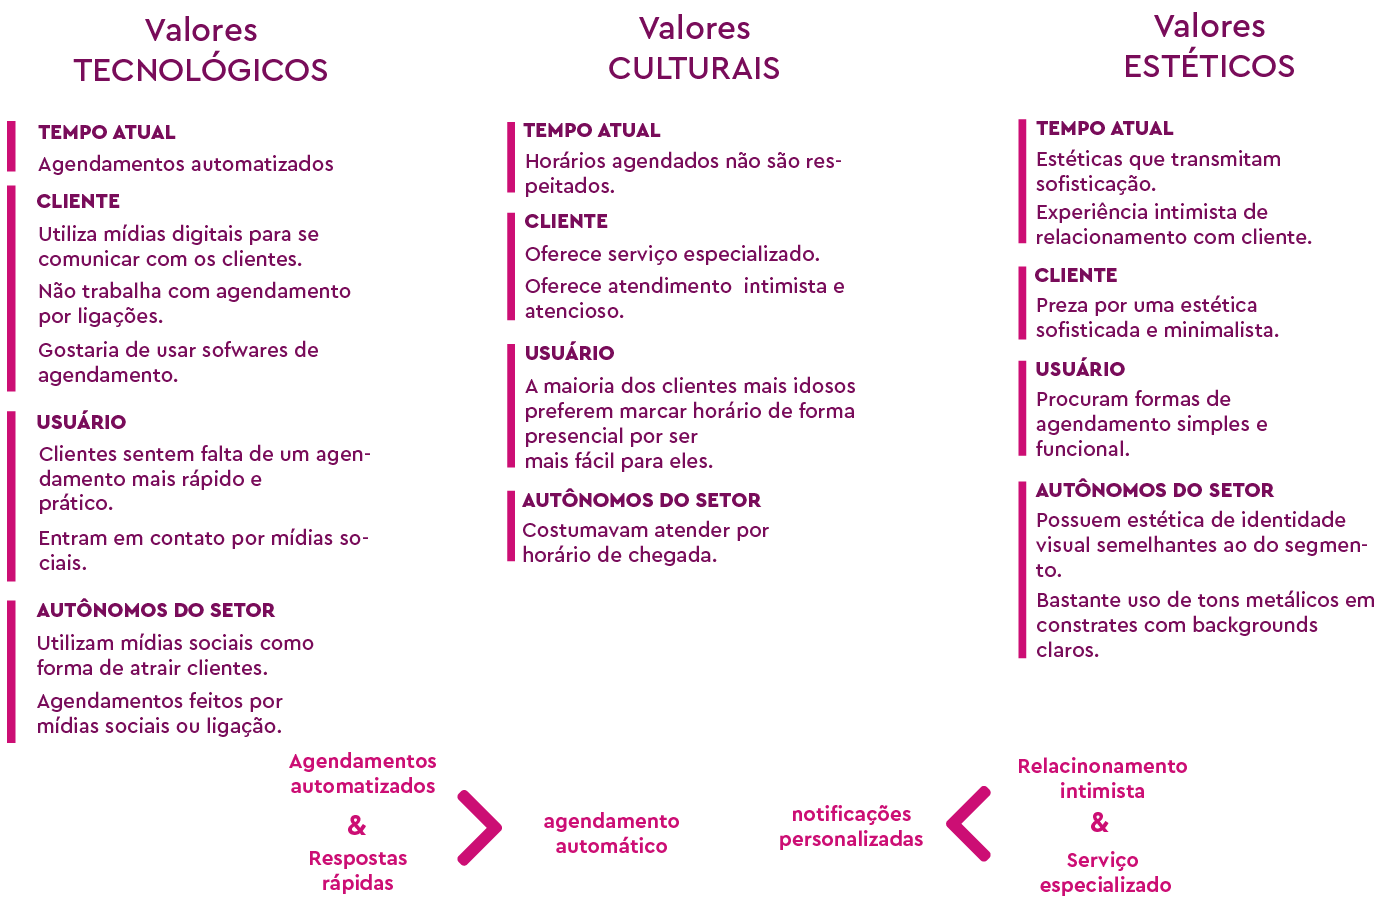 Valores
TECNOLÓGICOS
TEMPO ATUAL
Agendamentos automatizados
CLIENTE
Utiliza mídias digitais para se
comunicar com os clientes.
Não trabalha com agendamento
por ligações.
Gostaria de usar sofwares de
agendamento.
USUÁRIO
Clientes sentem falta de um agen-
damento mais rápido e
prático.
Entram em contato por mídias so-
ciais.
AUTÔNOMOS DO SETOR
Utilizam mídias sociais como
forma de atrair clientes.
Agendamentos feitos por
mídias sociais ou ligação.
Valores
CULTURAIS
TEMPO ATUAL
Horários agendados não são res-
peitados.
CLIENTE
Oferece serviço especializado.
Oferece atendimento  intimista e
atencioso.
USUÁRIO
A maioria dos clientes mais idosos
preferem marcar horário de forma
presencial por ser
mais fácil para eles.
AUTÔNOMOS DO SETOR
Costumavam atender por
horário de chegada.
Valores
ESTÉTICOS
TEMPO ATUAL
Estéticas que transmitam
sofisticação.
Experiência intimista de
relacionamento com cliente.
CLIENTE
Preza por uma estética
sofisticada e minimalista.
USUÁRIO
Procuram formas de
agendamento simples e
funcional.
AUTÔNOMOS DO SETOR
Possuem estética de identidade
visual semelhantes ao do segmen-
to.
Bastante uso de tons metálicos em
constrates com backgrounds
claros.
Agendamentos
automatizados
&
Respostas
rápidas
agendamento
automático
notificações
personalizadas
Relacinonamento
intimista
&
Serviço
especializado